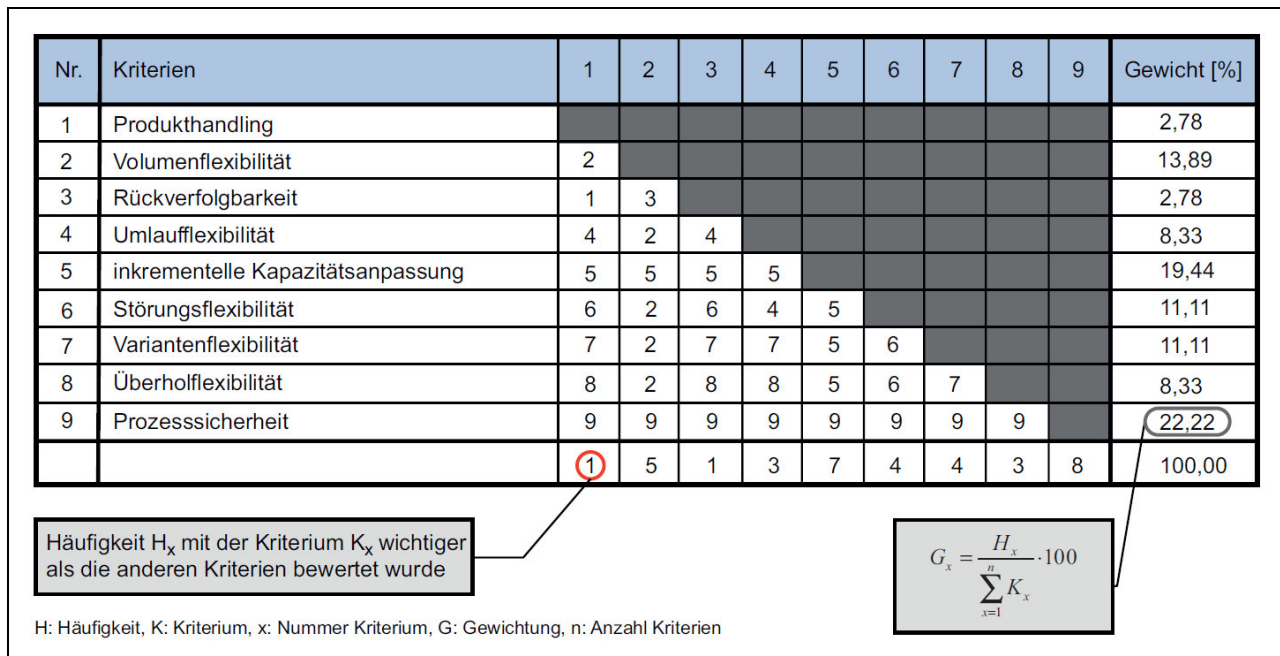 Nr. Kriterien 1 2 3 4 5 6 7 8 9 Gewicht [%]
1 Produkthandling 2,78
2 Volumenflexibilität 2 13,89
3 Rückverfolgbarkeit 1 3 2,78
4 Umlaufflexibilität 4 2 4 8,33
5 inkrementelle Kapazitätsanpassung 5 5 5 5 19,44
6 Störungsflexibilität 6 2 6 4 5 11,11
7 Variantenflexibilität 7 2 7 7 5 6 11,11
8 Überholflexibilität 8 2 8 8 5 6 7 8,33
9 Prozesssicherheit 9 9 9 9 9 9 9 9 22,22
1 5 1 3 7 4 4 3 8 100,00
Häufigkeit Hx mit der Kriterium Kx wichtiger
als die anderen Kriterien bewertet wurde
G_x = \frac{H_x}{\sum_{x=1}^{n} K_x} \cdot 100
H: Häufigkeit, K: Kriterium, x: Nummer Kriterium, G: Gewichtung, n: Anzahl Kriterien